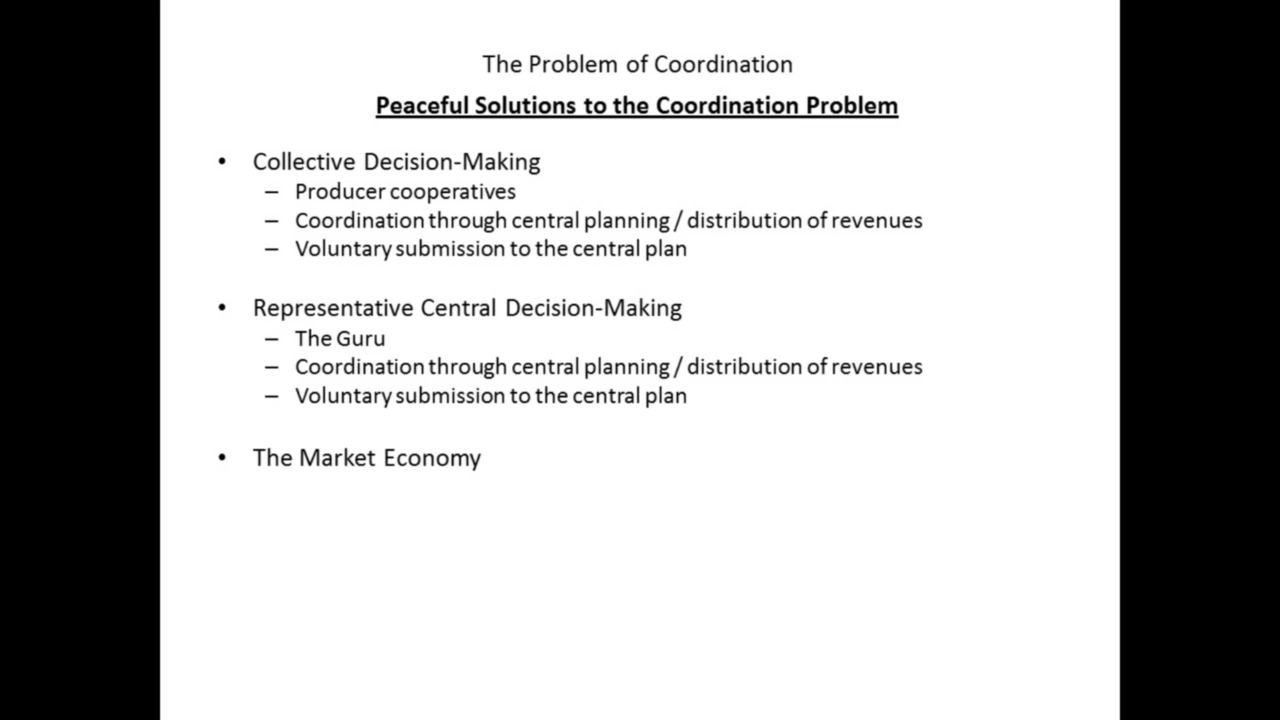 The Problem of Coordination
Peaceful Solutions to the Coordination Problem
• Collective Decision-Making
– Producer cooperatives
– Coordination through central planning / distribution of revenues
– Voluntary submission to the central plan
• Representative Central Decision-Making
– The Guru
– Coordination through central planning / distribution of revenues
– Voluntary submission to the central plan
• The Market Economy